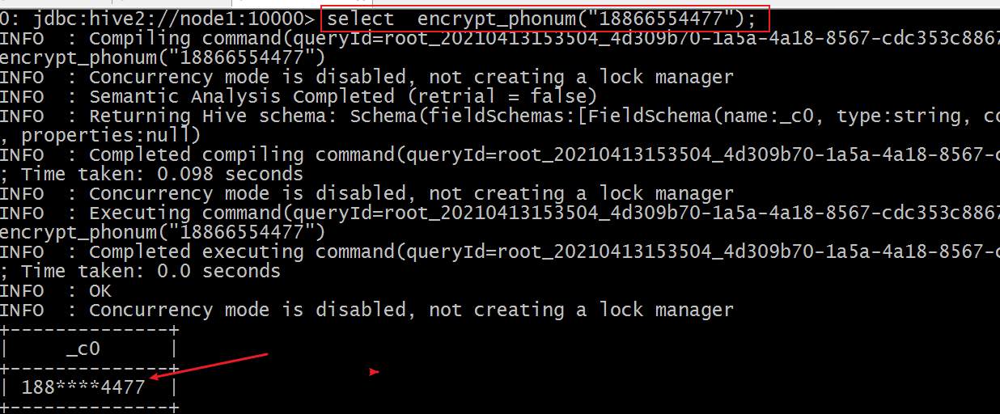 0: jdbc:hive2://node1:10000> select  encrypt_phonum("18866554477");
INFO  : Compiling command(queryId=root_20210413153504_4d309b70-1a5a-4a18-8567-cdc353c8867
encrypt_phonum("18866554477")
INFO  : Concurrency mode is disabled, not creating a lock manager
INFO  : Semantic Analysis Completed (retrial = false)
INFO  : Returning Hive schema: Schema(fieldSchemas:[FieldSchema(name:_c0, type:string, co
, properties:null)
INFO  : Completed compiling command(queryId=root_20210413153504_4d309b70-1a5a-4a18-8567-c
; Time taken: 0.098 seconds
INFO  : Concurrency mode is disabled, not creating a lock manager
INFO  : Executing command(queryId=root_20210413153504_4d309b70-1a5a-4a18-8567-cdc353c8867
encrypt_phonum("18866554477")
INFO  : Completed executing command(queryId=root_20210413153504_4d309b70-1a5a-4a18-8567-c
; Time taken: 0.0 seconds
INFO  : OK
INFO  : Concurrency mode is disabled, not creating a lock manager
+--------------+
|     _c0      |
+--------------+
| 188****4477  |
+--------------+